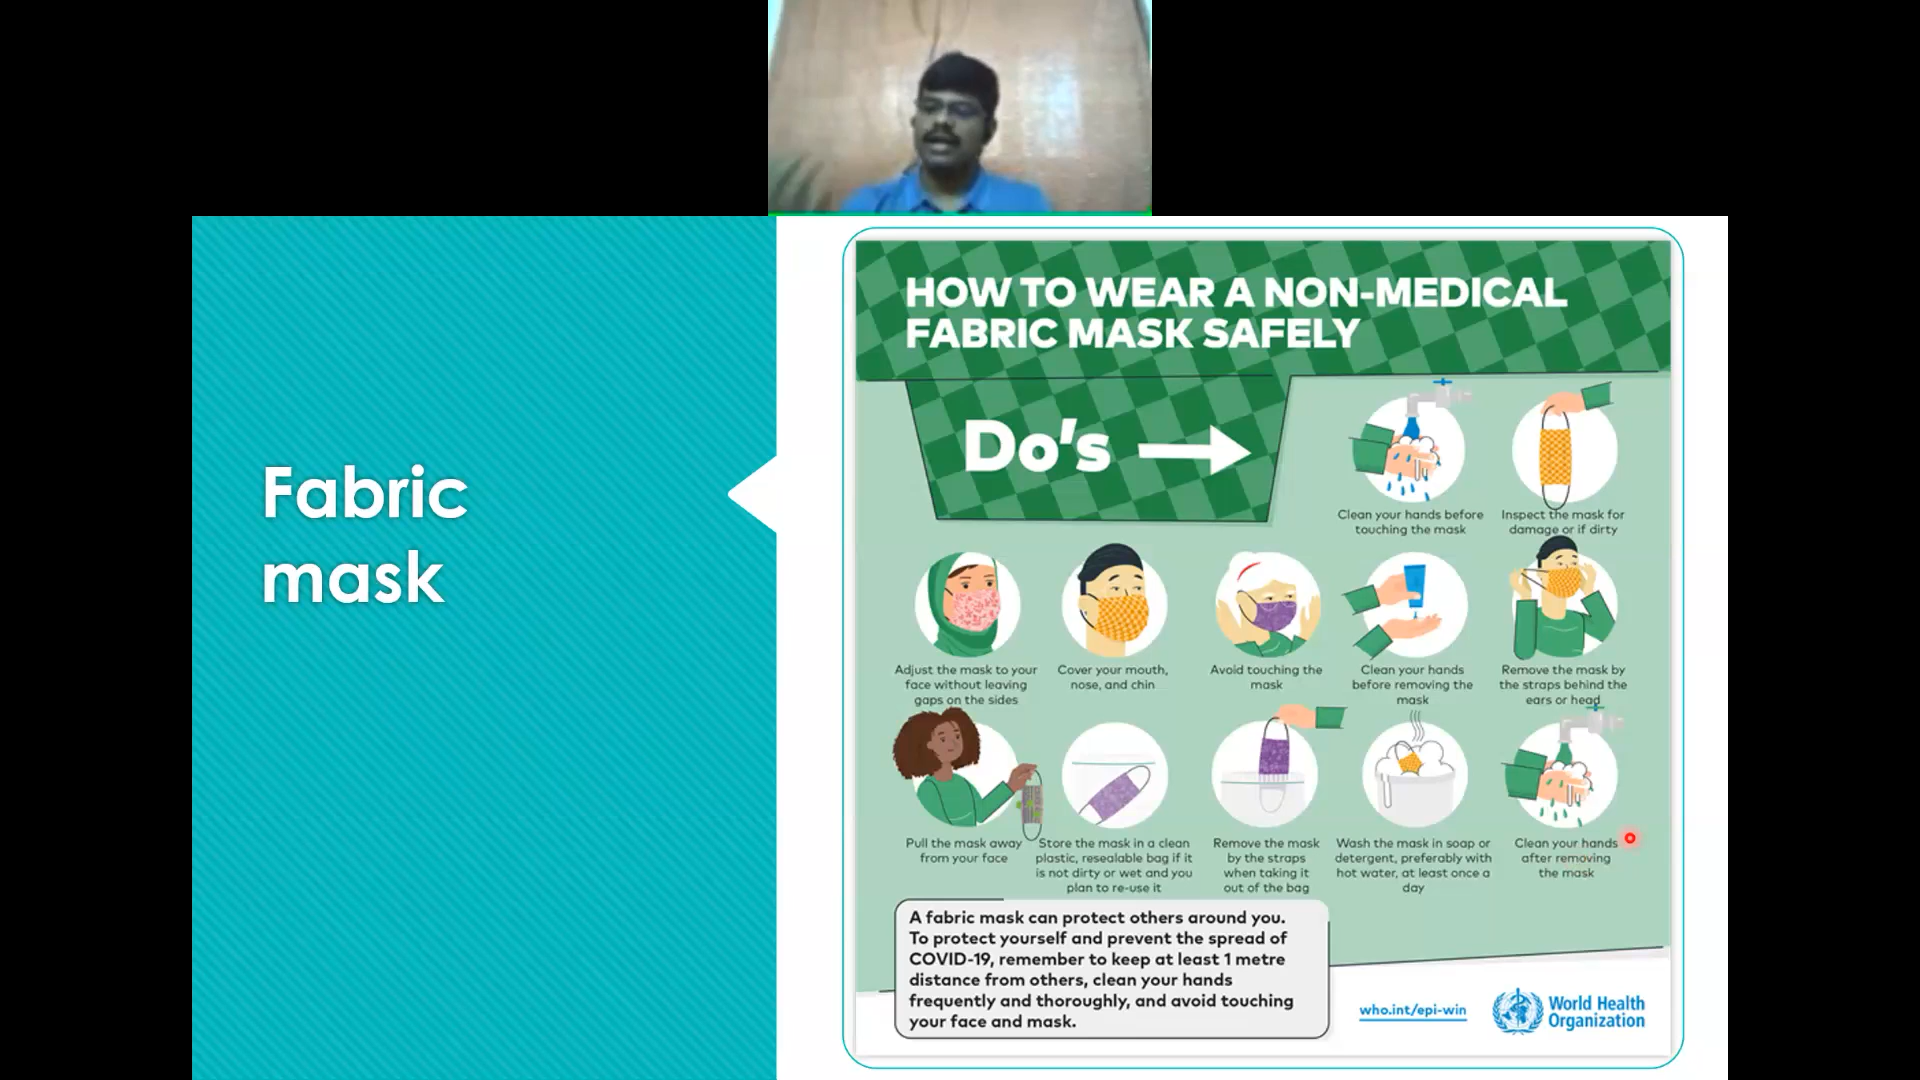 Fabric
mask
HOW TO WEAR A NON-MEDICAL
FABRIC MASK SAFELY
Do's
Clean your hands before
touching the mask
Inspect the mask for
damage or if dirty
Adjust the mask to your
face without leaving
gaps on the sides
Cover your mouth,
nose, and chin
Avoid touching the
mask
Clean your hands
before removing the
mask
Remove the mask by
the straps behind the
ears or head
Pull the mask away
from your face
Store the mask in a clean
plastic, resealable bag if it
is not dirty or wet and you
plan to re-use it
Remove the mask
by the straps
when taking it
out of the bag
Wash the mask in soap or
detergent, preferably with
hot water, at least once a
day
Clean your hands
after removing
the mask
A fabric mask can protect others around you.
To protect yourself and prevent the spread of
COVID-19, remember to keep at least 1 metre
distance from others, clean your hands
frequently and thoroughly, and avoid touching
your face and mask.
who.int/epi-win
World Health
Organization